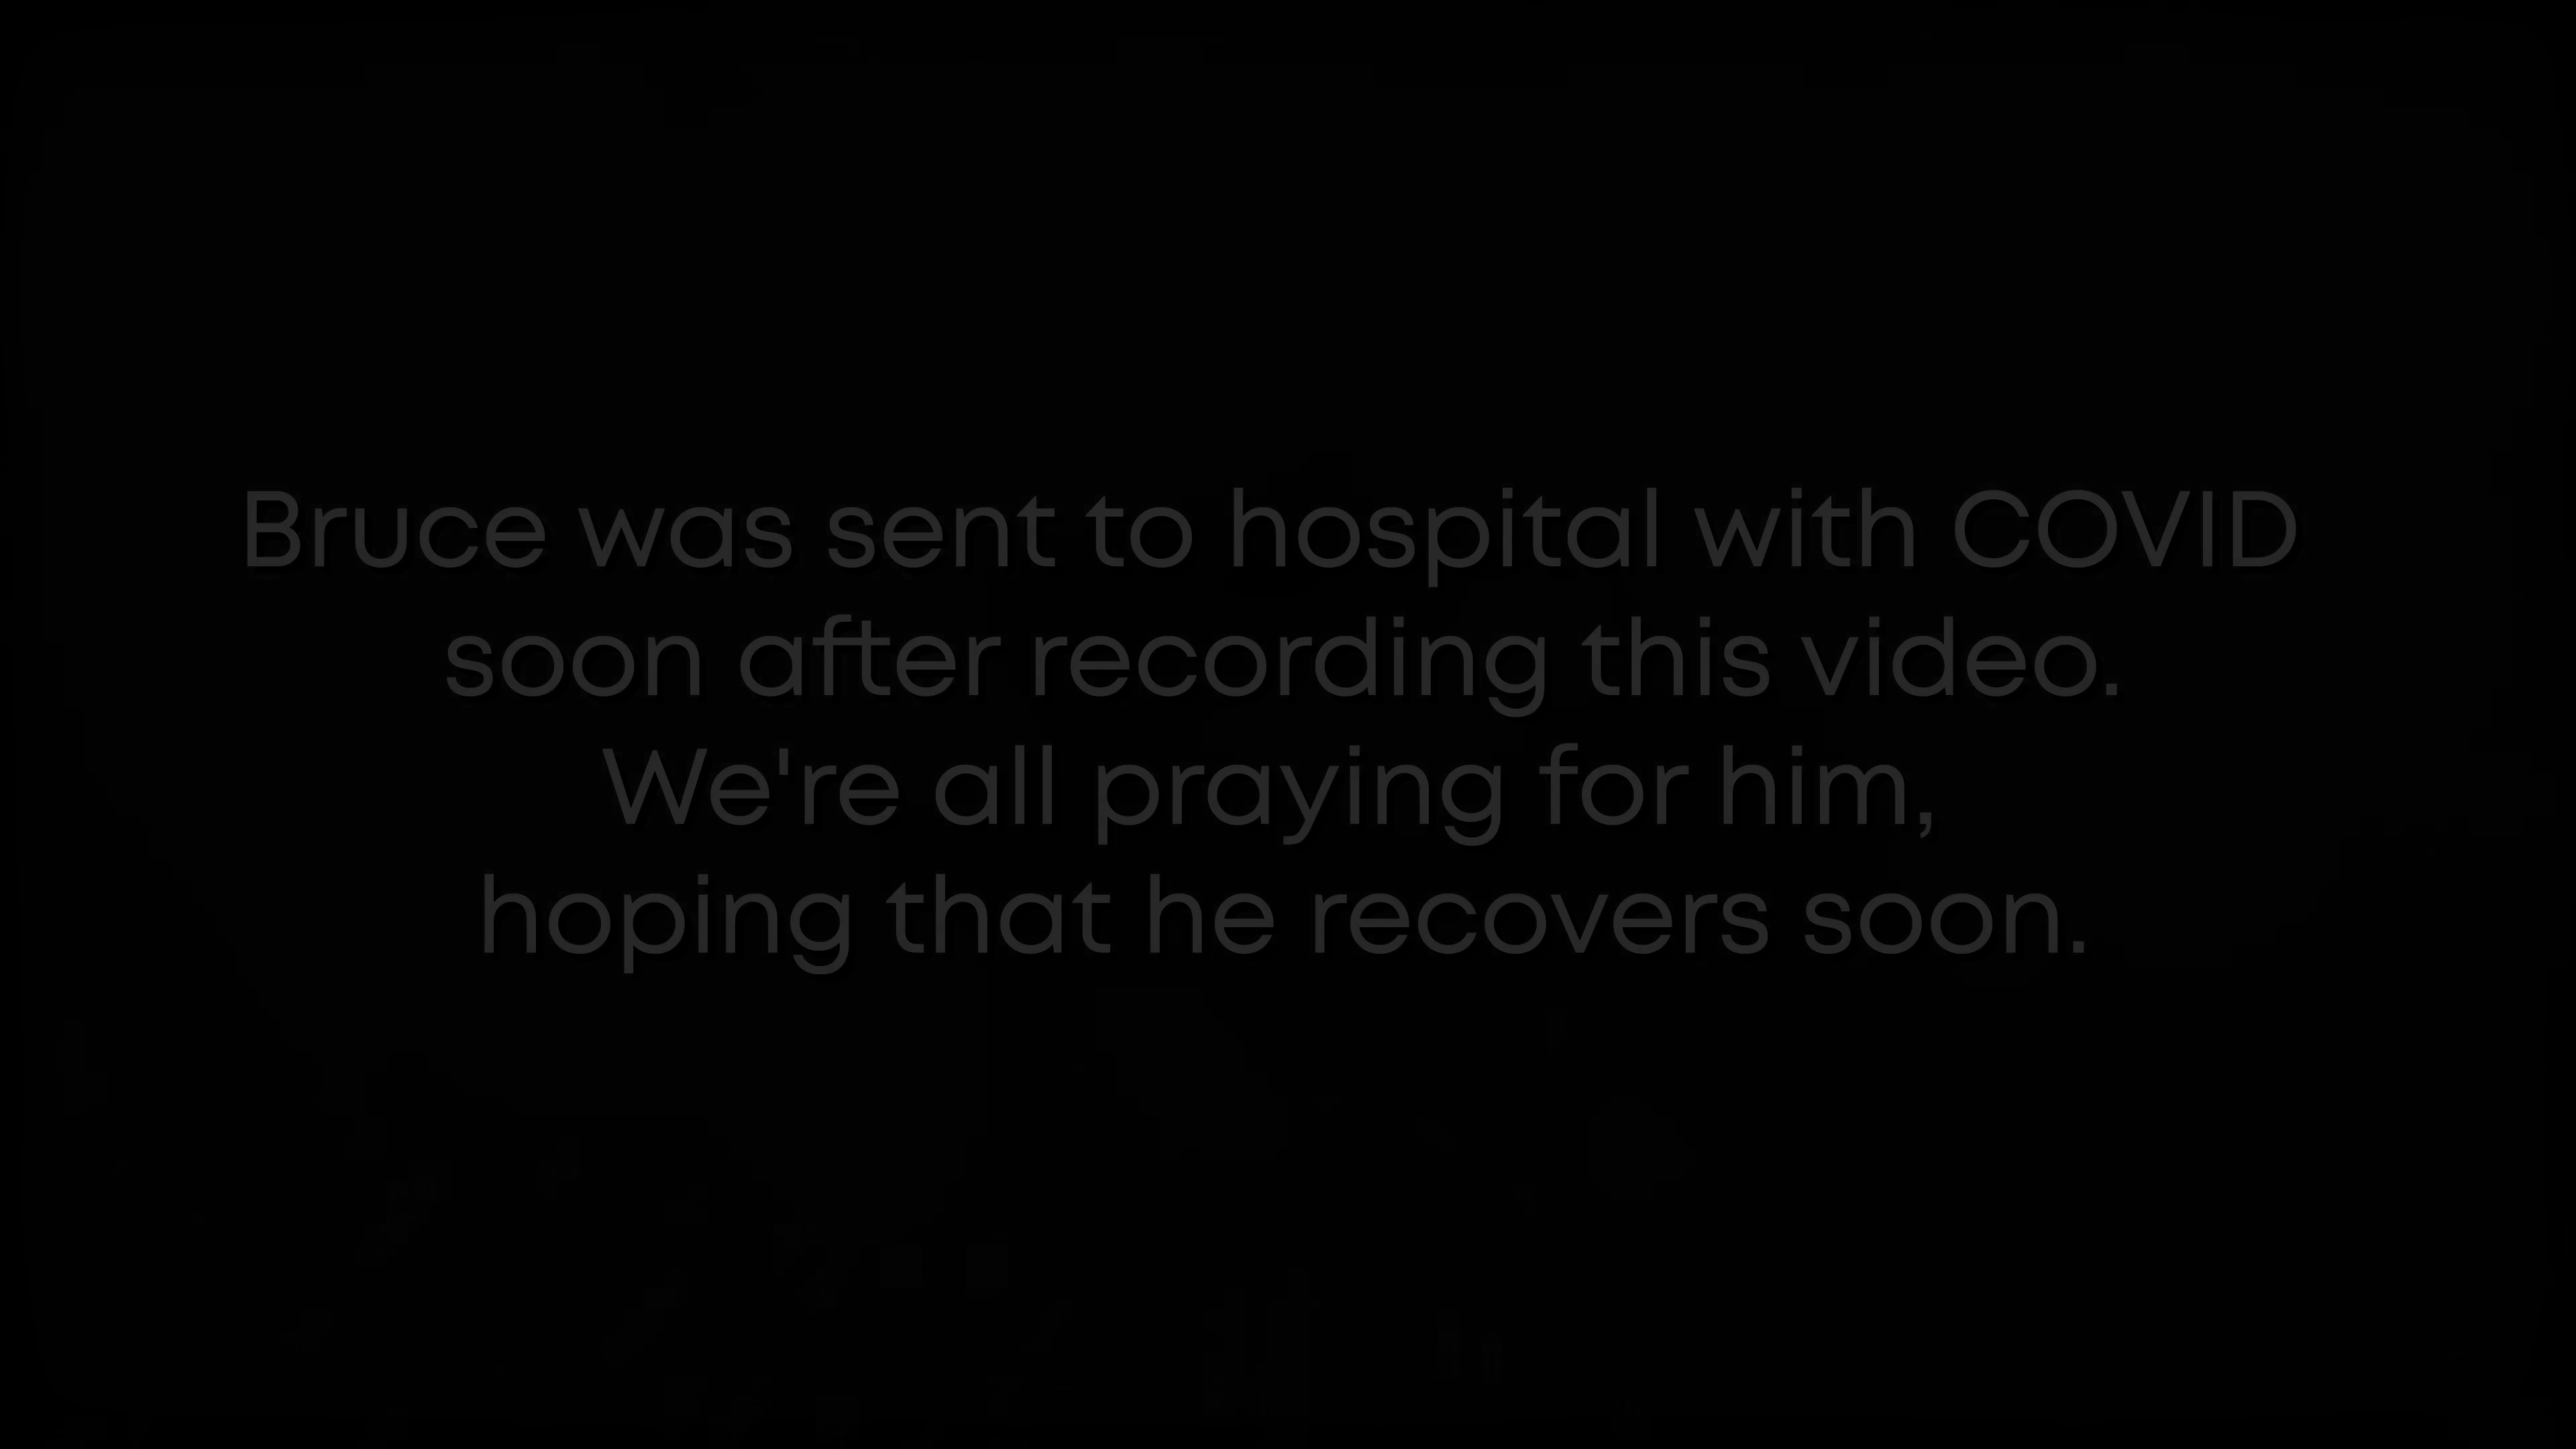 Bruce was sent to hospital with COVID
soon after recording this video.
We're all praying for him,
hoping that he recovers soon.